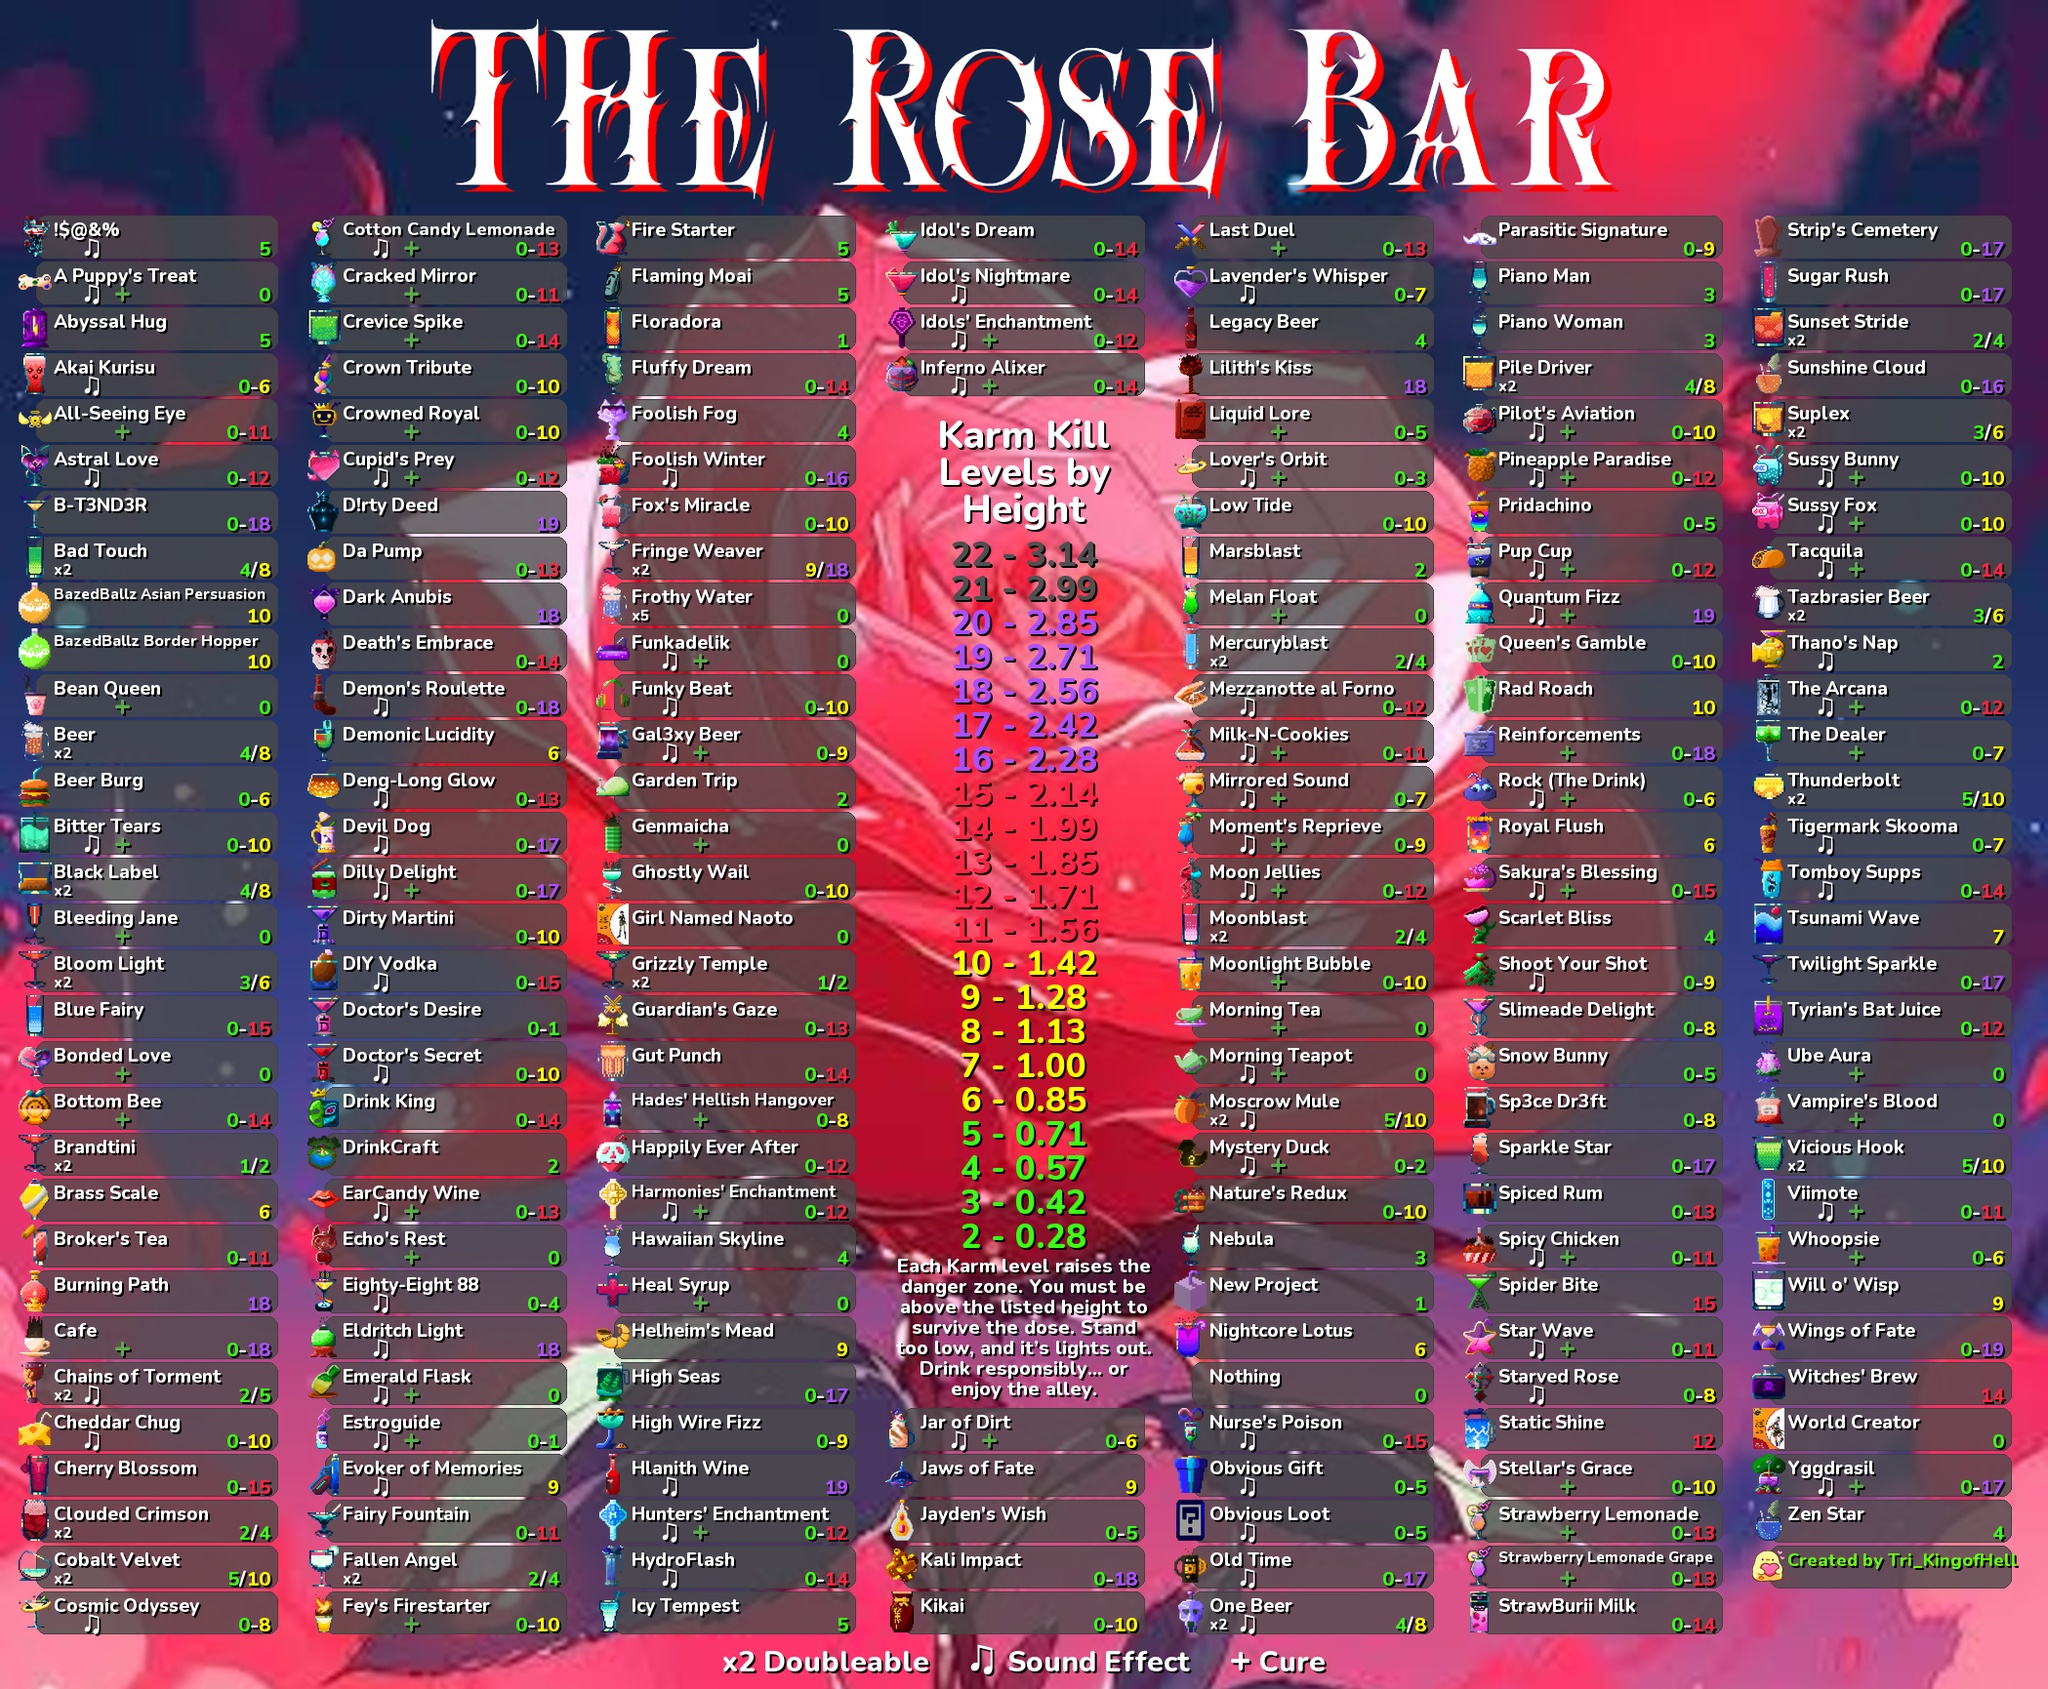 THE ROSE BAR
!$@&%
♫ 5
A Puppy's Treat
♫ + 0
Abyssal Hug
5
Akai Kurisu
♫ 0-6
All-Seeing Eye
+ 0-11
Astral Love
♫ 0-12
B-T3ND3R
0-18
Bad Touch
x2 4/8
BazedBallz Asian Persuasion
10
BazedBallz Border Hopper
10
Bean Queen
+ 0
Beer
x2 4/8
Beer Burg
0-6
Bitter Tears
♫ + 0-10
Black Label
x2 4/8
Bleeding Jane
+ 0
Bloom Light
x2 3/6
Blue Fairy
0-15
Bonded Love
+ 0
Bottom Bee
+ 0-14
Brandtini
x2 1/2
Brass Scale
6
Broker's Tea
0-11
Burning Path
18
Cafe
+ 0-18
Chains of Torment
x2 ♫ 2/5
Cheddar Chug
♫ 0-10
Cherry Blossom
0-15
Clouded Crimson
x2 2/4
Cobalt Velvet
x2 5/10
Cosmic Odyssey
♫ 0-8
Cotton Candy Lemonade
♫ + 0-13
Cracked Mirror
+ 0-11
Crevice Spike
+ 0-14
Crown Tribute
0-10
Crowned Royal
+ 0-10
Cupid's Prey
♫ + 0-12
D!rty Deed
19
Da Pump
0-13
Dark Anubis
18
Death's Embrace
0-14
Demon's Roulette
♫ 0-18
Demonic Lucidity
6
Deng-Long Glow
♫ 0-13
Devil Dog
♫ 0-17
Dilly Delight
♫ + 0-17
Dirty Martini
0-10
DIY Vodka
♫ 0-15
Doctor's Desire
0-1
Doctor's Secret
♫ 0-10
Drink King
0-14
DrinkCraft
2
EarCandy Wine
♫ + 0-13
Echo's Rest
+ 0
Eighty-Eight 88
♫ 0-4
Eldritch Light
♫ 18
Emerald Flask
♫ + 0
Estroguide
♫ + 0-1
Evoker of Memories
♫ 9
Fairy Fountain
0-11
Fallen Angel
x2 2/4
Fey's Firestarter
+ 0-10
Fire Starter
5
Flaming Moai
5
Floradora
1
Fluffy Dream
0-14
Foolish Fog
4
Foolish Winter
♫ 0-16
Fox's Miracle
0-10
Fringe Weaver
x2 9/18
Frothy Water
x5 0
Funkadelik
♫ + 0
Funky Beat
♫ 0-10
Gal3xy Beer
♫ + 0-9
Garden Trip
2
Genmaicha
+ 0
Ghostly Wail
0-10
Girl Named Naoto
0
Grizzly Temple
x2 1/2
Guardian's Gaze
0-13
Gut Punch
0-14
Hades' Hellish Hangover
+ 0-8
Happily Ever After
0-12
Harmonies' Enchantment
♫ + 0-12
Hawaiian Skyline
4
Heal Syrup
+ 0
Helheim's Mead
9
High Seas
0-17
High Wire Fizz
0-9
Hlanith Wine
19
Hunters' Enchantment
♫ + 0-12
HydroFlash
♫ 0-14
Icy Tempest
5
Idol's Dream
0-14
Idol's Nightmare
♫ 0-14
Idols' Enchantment
♫ + 0-12
Inferno Alixer
♫ + 0-14
Karm Kill
Levels by
Height
22 - 3.14
21 - 2.99
20 - 2.85
19 - 2.71
18 - 2.56
17 - 2.42
16 - 2.28
15 - 2.14
14 - 1.99
13 - 1.85
12 - 1.71
11 - 1.56
10 - 1.42
9 - 1.28
8 - 1.13
7 - 1.00
6 - 0.85
5 - 0.71
4 - 0.57
3 - 0.42
2 - 0.28
Each Karm level raises the
danger zone. You must be
above the listed height to
survive the dose. Stand
too low, and it's lights out.
Drink responsibly... or
enjoy the alley.
Jar of Dirt
♫ + 0-6
Jaws of Fate
9
Jayden's Wish
0-5
Kali Impact
0-18
Kikai
0-10
Last Duel
+ 0-13
Lavender's Whisper
♫ 0-7
Legacy Beer
4
Lilith's Kiss
18
Liquid Lore
+ 0-5
Lover's Orbit
♫ + 0-3
Low Tide
0-10
Marsblast
2
Melan Float
+ 0
Mercuryblast
x2 2/4
Mezzanotte al Forno
♫ 0-12
Milk-N-Cookies
♫ + 0-11
Mirrored Sound
♫ + 0-7
Moment's Reprieve
♫ + 0-9
Moon Jellies
♫ + 0-12
Moonblast
x2 2/4
Moonlight Bubble
+ 0-10
Morning Tea
+ 0
Morning Teapot
♫ + 0
Moscrow Mule
x2 ♫ 5/10
Mystery Duck
♫ + 0-2
Nature's Redux
0-10
Nebula
3
New Project
1
Nightcore Lotus
6
Nothing
0
Nurse's Poison
♫ 0-15
Obvious Gift
♫ 0-5
Obvious Loot
♫ 0-5
Old Time
♫ 0-17
One Beer
x2 ♫ 4/8
Parasitic Signature
0-9
Piano Man
3
Piano Woman
3
Pile Driver
x2 4/8
Pilot's Aviation
♫ + 0-10
Pineapple Paradise
♫ + 0-12
Pridachino
0-5
Pup Cup
♫ + 0-12
Quantum Fizz
♫ + 19
Queen's Gamble
0-10
Rad Roach
10
Reinforcements
+ 0-18
Rock (The Drink)
♫ + 0-6
Royal Flush
6
Sakura's Blessing
♫ + 0-15
Scarlet Bliss
4
Shoot Your Shot
♫ 0-9
Slimeade Delight
0-8
Snow Bunny
0-5
Sp3ce Dr3ft
0-8
Sparkle Star
0-17
Spiced Rum
0-13
Spicy Chicken
♫ + 0-11
Spider Bite
15
Star Wave
♫ + 0-11
Starved Rose
♫ 0-8
Static Shine
12
Stellar's Grace
+ 0-10
Strawberry Lemonade
+ 0-13
Strawberry Lemonade Grape
+ 0-13
StrawBurii Milk
0-14
Strip's Cemetery
0-17
Sugar Rush
0-17
Sunset Stride
x2 2/4
Sunshine Cloud
0-16
Suplex
x2 3/6
Sussy Bunny
♫ + 0-10
Sussy Fox
♫ + 0-10
Tacquila
♫ + 0-14
Tazbrasier Beer
x2 3/6
Thano's Nap
♫ 2
The Arcana
♫ + 0-12
The Dealer
+ 0-7
Thunderbolt
x2 5/10
Tigermark Skooma
♫ 0-7
Tomboy Supps
♫ 0-14
Tsunami Wave
7
Twilight Sparkle
0-17
Tyrian's Bat Juice
0-12
Ube Aura
+ 0
Vampire's Blood
+ 0
Vicious Hook
x2 5/10
Viimote
♫ + 0-11
Whoopsie
+ 0-6
Will o' Wisp
9
Wings of Fate
0-19
Witches' Brew
14
World Creator
0
Yggdrasil
♫ + 0-17
Zen Star
4
Created by Tri_KingofHell
x2 Doubleable ♫ Sound Effect + Cure